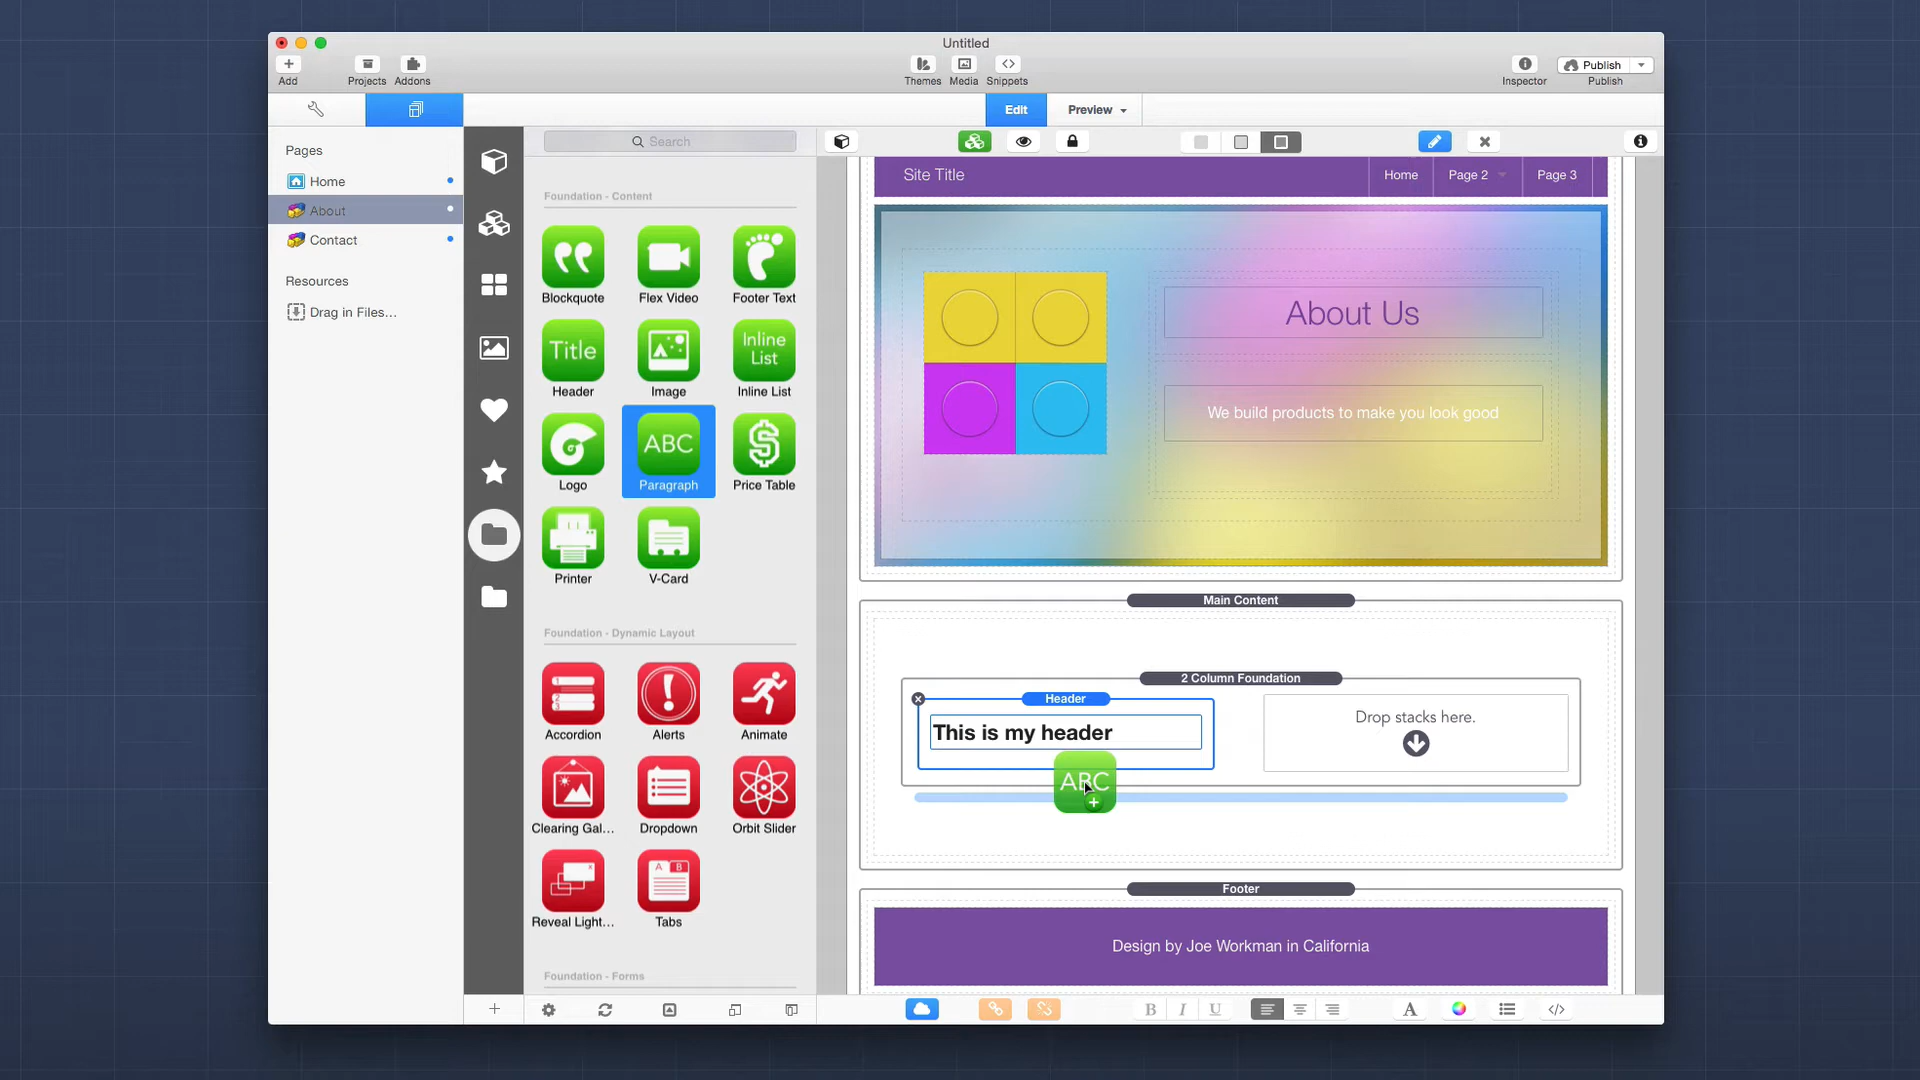 Untitled
Add
Projects
Addons
Themes
Media
Snippets
Inspector
Publish
Publish
Edit
Preview
Pages
Home
About
Contact
Resources
Drag in Files...
Search
Foundation - Content
Blockquote
Flex Video
Footer Text
Title
Inline List
Header
Image
Inline List
ABC
Logo
Paragraph
Price Table
Printer
V-Card
Foundation - Dynamic Layout
Accordion
Alerts
Animate
Clearing Gal...
Dropdown
Orbit Slider
A B
Reveal Light...
Tabs
Foundation - Forms
Site Title
Home
Page 2
Page 3
About Us
We build products to make you look good
Main Content
2 Column Foundation
Header
This is my header
Drop stacks here.
ABC
Footer
Design by Joe Workman in California
B I U
A